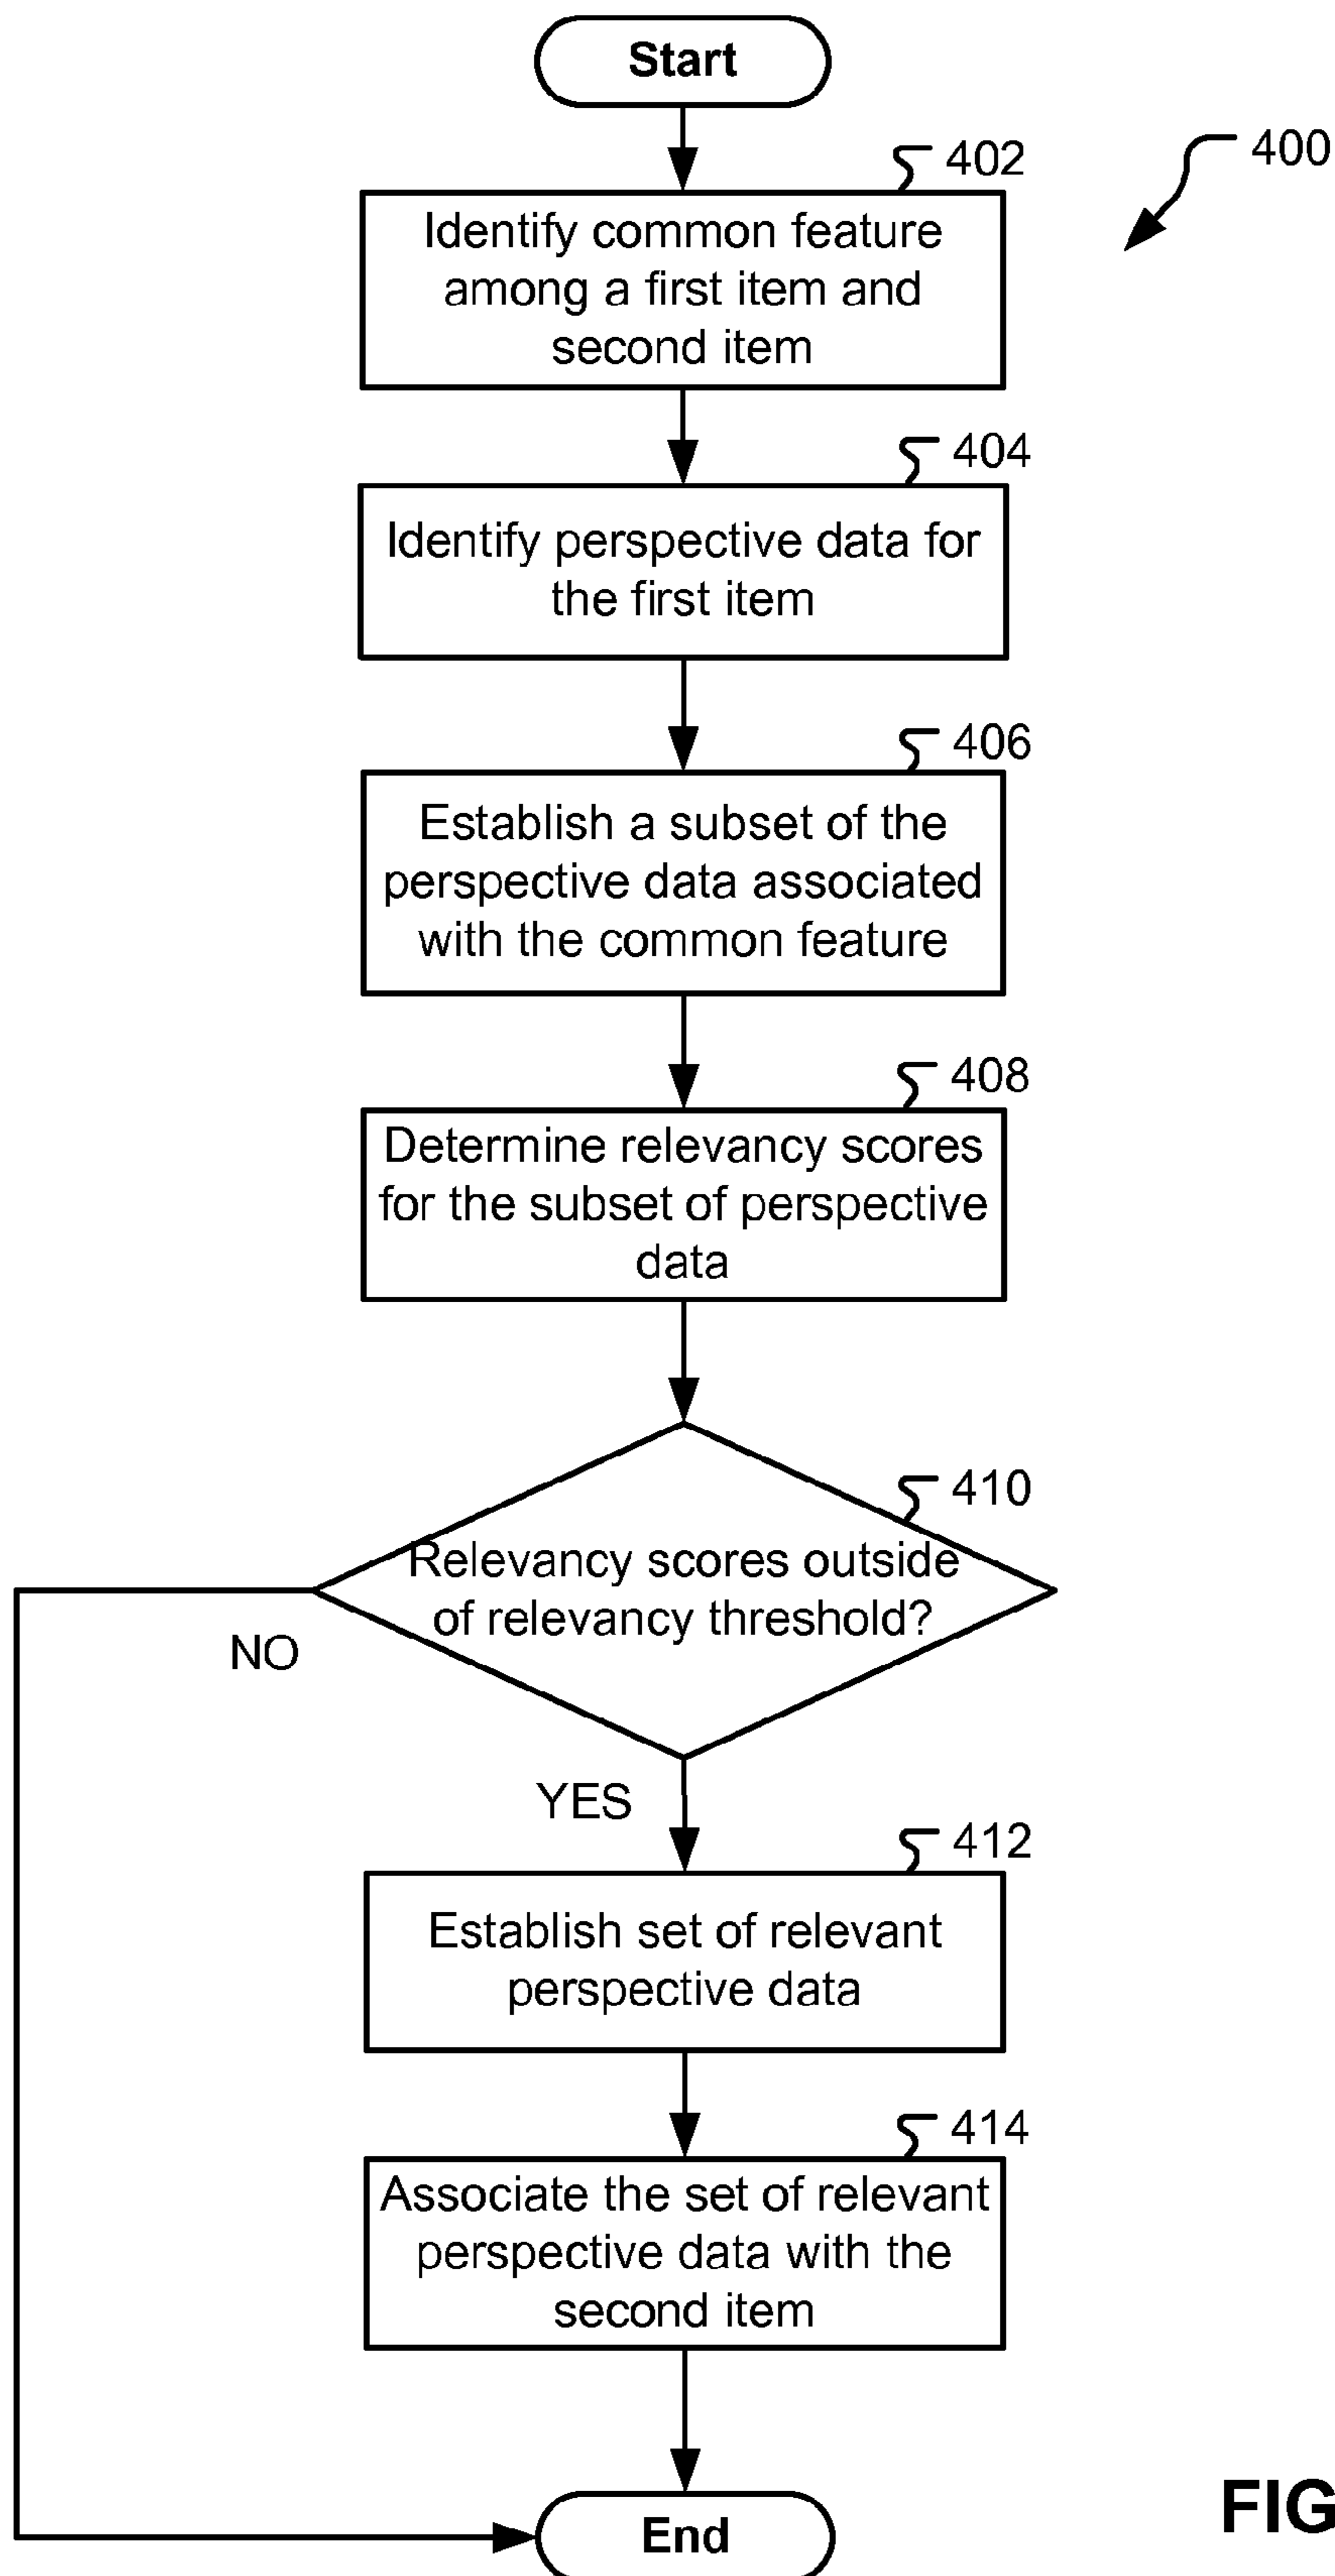 Start
400
402
Identify common feature
among a first item and
second item
404
Identify perspective data for
the first item
406
Establish a subset of the
perspective data associated
with the common feature
408
Determine relevancy scores
for the subset of perspective
data
410
Relevancy scores outside
of relevancy threshold?
NO
YES
412
Establish set of relevant
perspective data
414
Associate the set of relevant
perspective data with the
second item
End
FIG